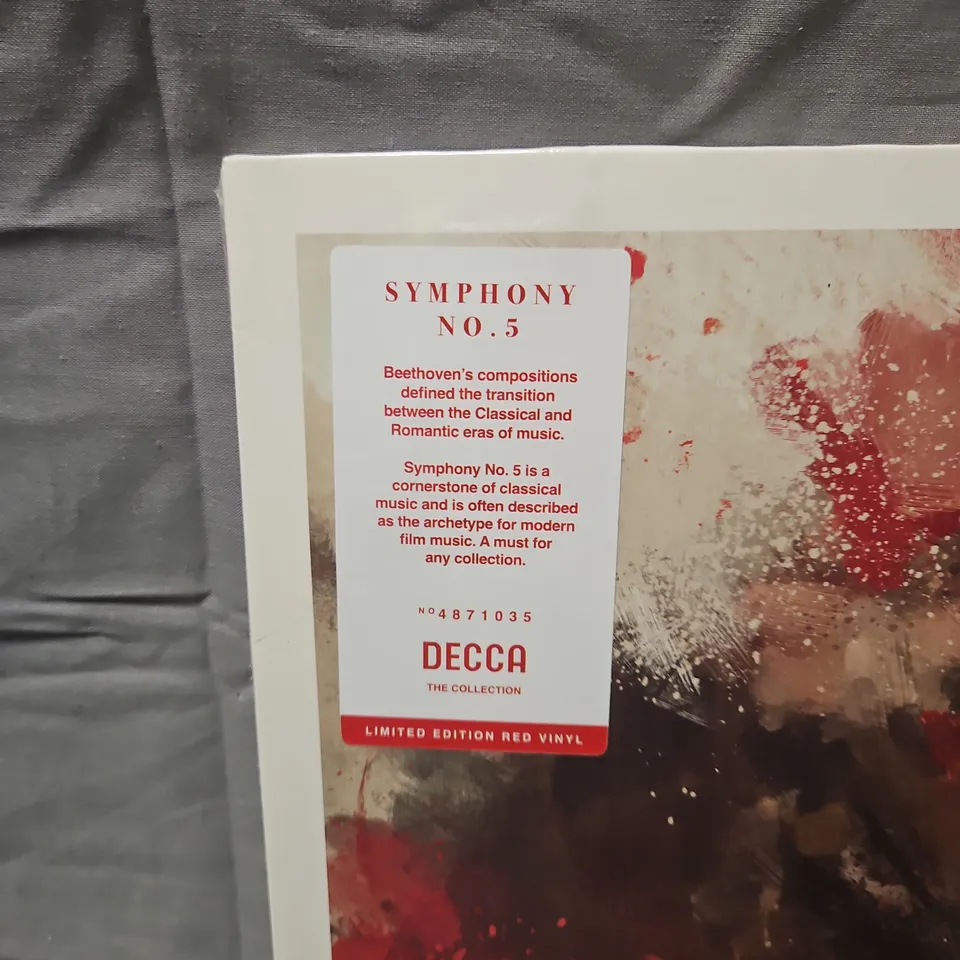 SYMPHONY
NO.5
Beethoven's compositions
defined the transition
between the Classical and
Romantic eras of music.
Symphony No. 5 is a
cornerstone of classical
music and is often described
as the archetype for modern
film music. A must for
any collection.
NO4871035
DECCA
THE COLLECTION
LIMITED EDITION RED VINYL